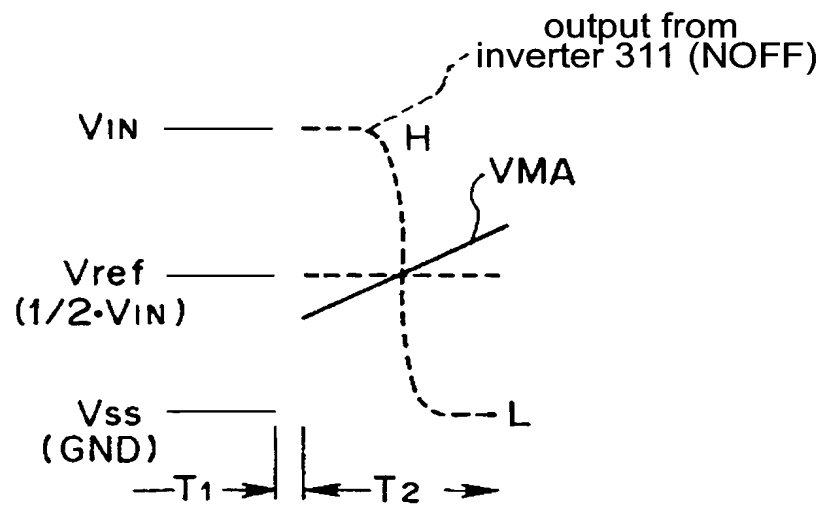 output from
inverter 311 (NOFF)
VIN
H
VMA
Vref
(1/2•VIN)
Vss
(GND)
L
T1
T2